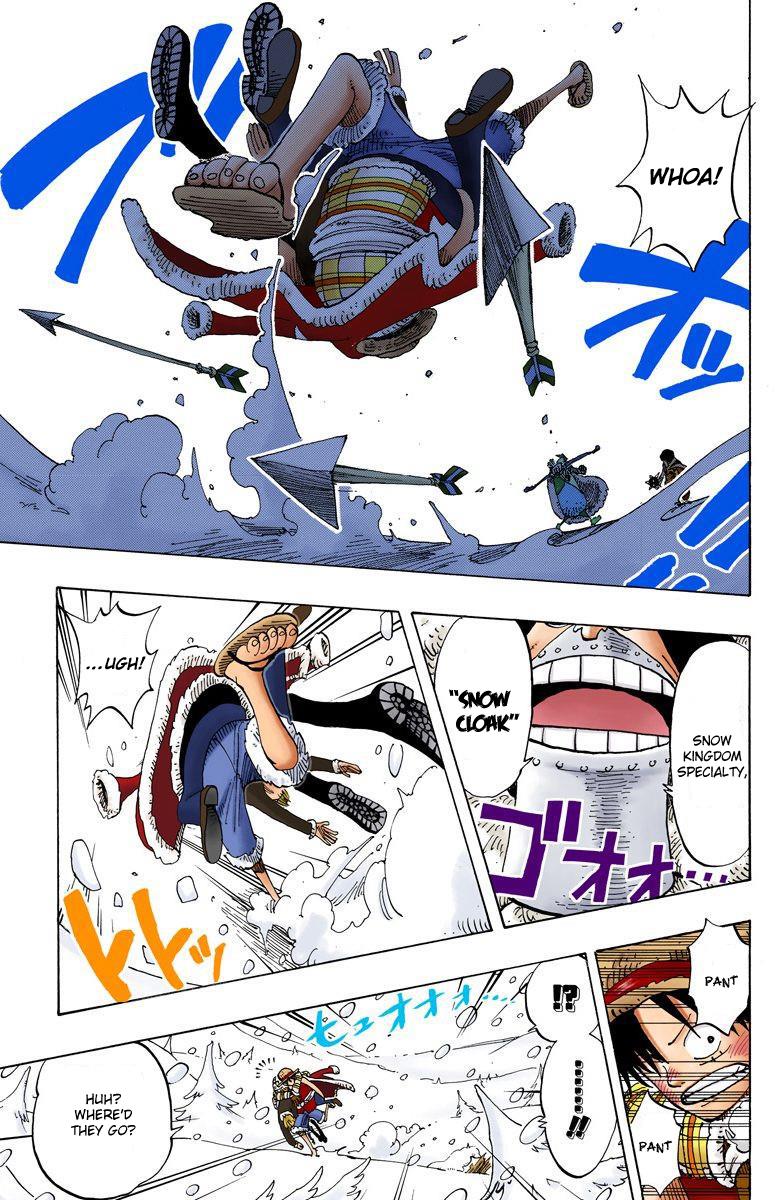 WHOA!
ズオッ
SNOW
KINGDOM
SPECIALTY,
"SNOW
CLOAK"
ゴオオ…
...UGH!
トトッ
PANT
PANT
!?
.......
!!
ヒュオオオ…
HUH?
WHERE'D
THEY GO?